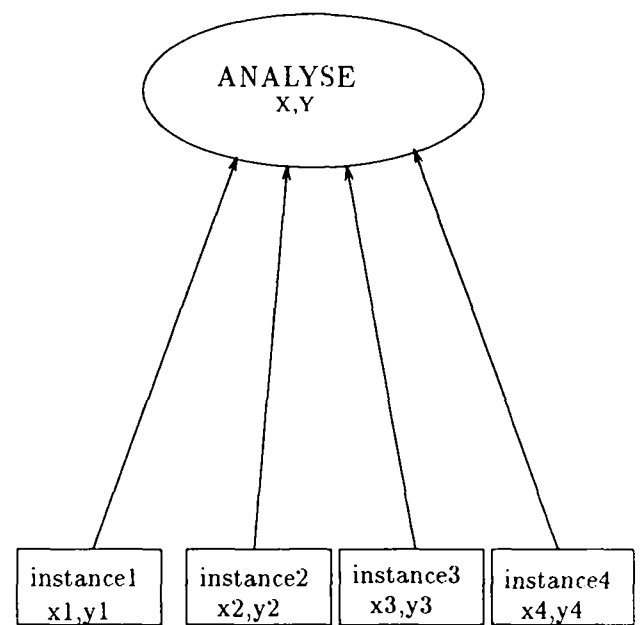 ANALYSE
X,Y
instance1
x1,y1
instance2
x2,y2
instance3
x3,y3
instance4
x4,y4